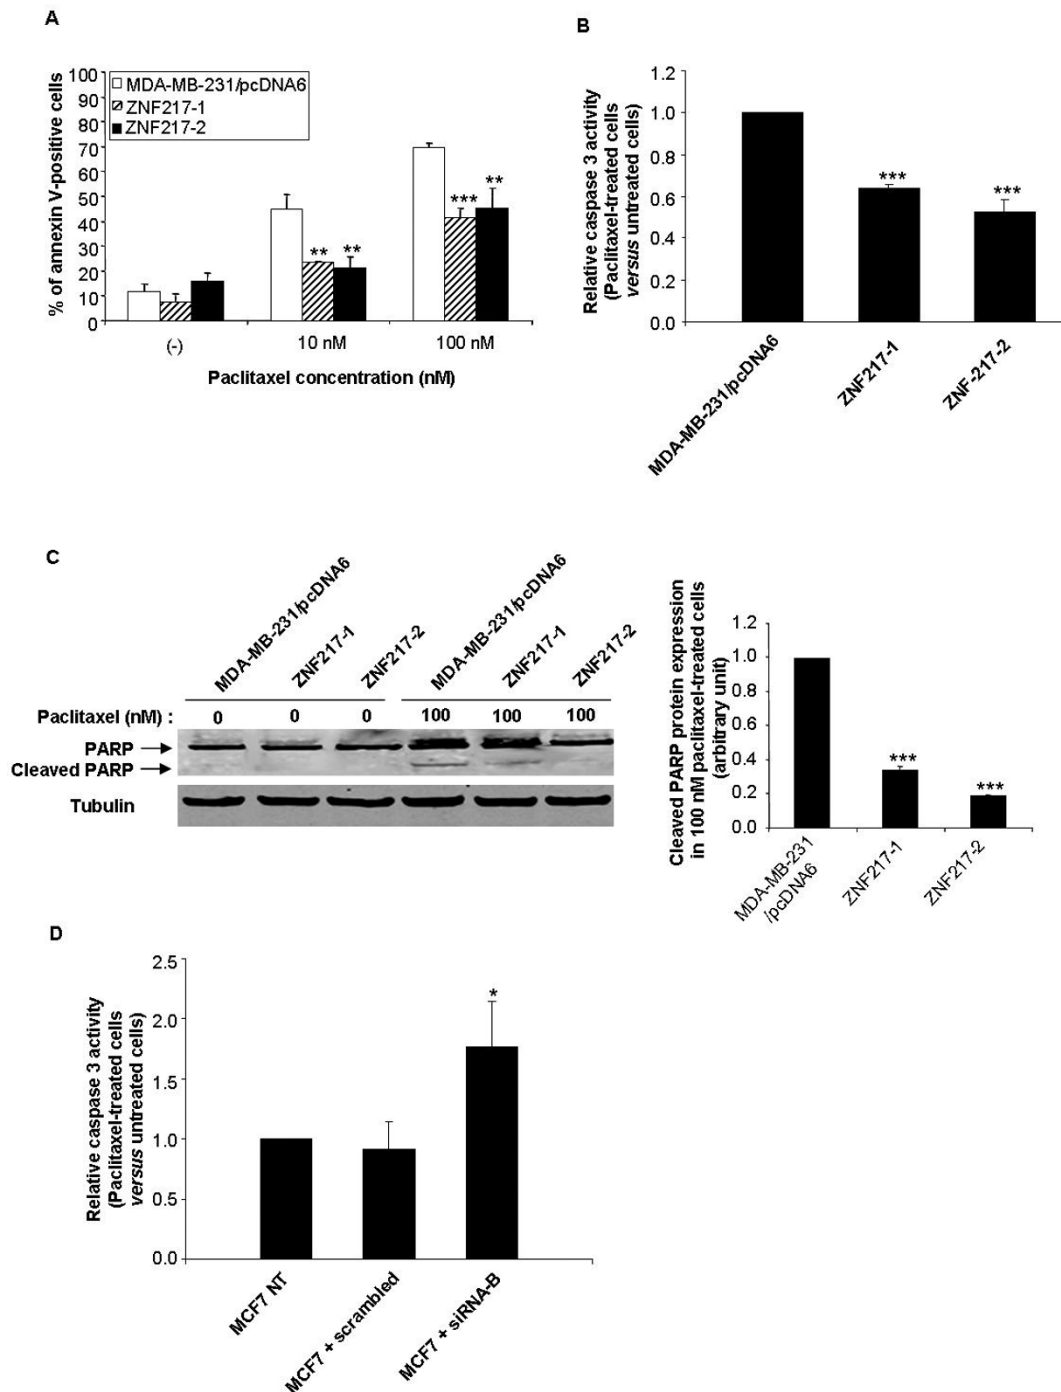 A
% of annexin V-positive cells
100
90
80
70
60
50
40
30
20
10
0
MDA-MB-231/pcDNA6
ZNF217-1
ZNF217-2
** **
*** **
(-) 10 nM 100 nM
Paclitaxel concentration (nM)
B
Relative caspase 3 activity
(Paclitaxel-treated cells
versus untreated cells)
1.2
1.0
0.8
0.6
0.4
0.2
0.0
***
***
MDA-MB-231/pcDNA6
ZNF217-1
ZNF-217-2
C
MDA-MB-231/pcDNA6
ZNF217-1
ZNF217-2
MDA-MB-231/pcDNA6
ZNF217-1
ZNF217-2
Paclitaxel (nM) : 0 0 0 100 100 100
PARP
Cleaved PARP
Tubulin
Cleaved PARP protein expression
in 100 nM paclitaxel-treated cells
(arbitrary unit)
1.2
1.0
0.8
0.6
0.4
0.2
0.0
***
***
MDA-MB-231
/pcDNA6
ZNF217-1
ZNF217-2
D
Relative caspase 3 activity
(Paclitaxel-treated cells
versus untreated cells)
2.5
2.0
1.5
1.0
0.5
0.0
*
MCF7 NT
MCF7 + scrambled
MCF7 + siRNA-B